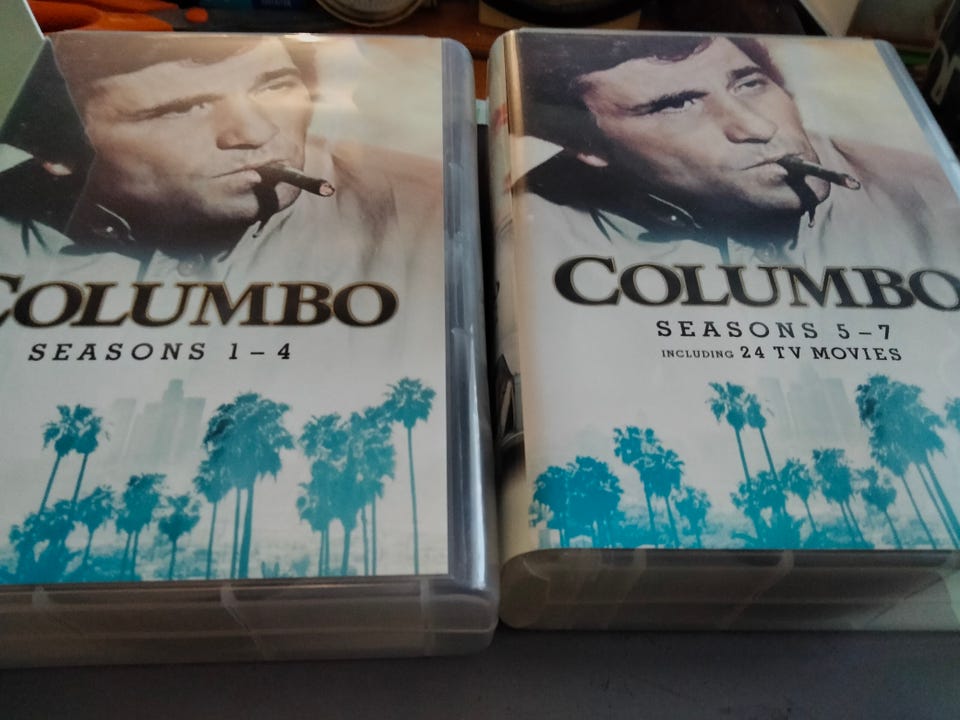 COLUMBO
SEASONS 1–4
COLUMBO
SEASONS 5–7
INCLUDING 24 TV MOVIES